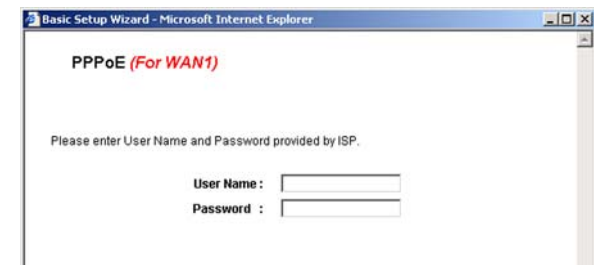 Basic Setup Wizard - Microsoft Internet Explorer
PPPoE (For WAN1)
Please enter User Name and Password provided by ISP.
User Name :
Password :